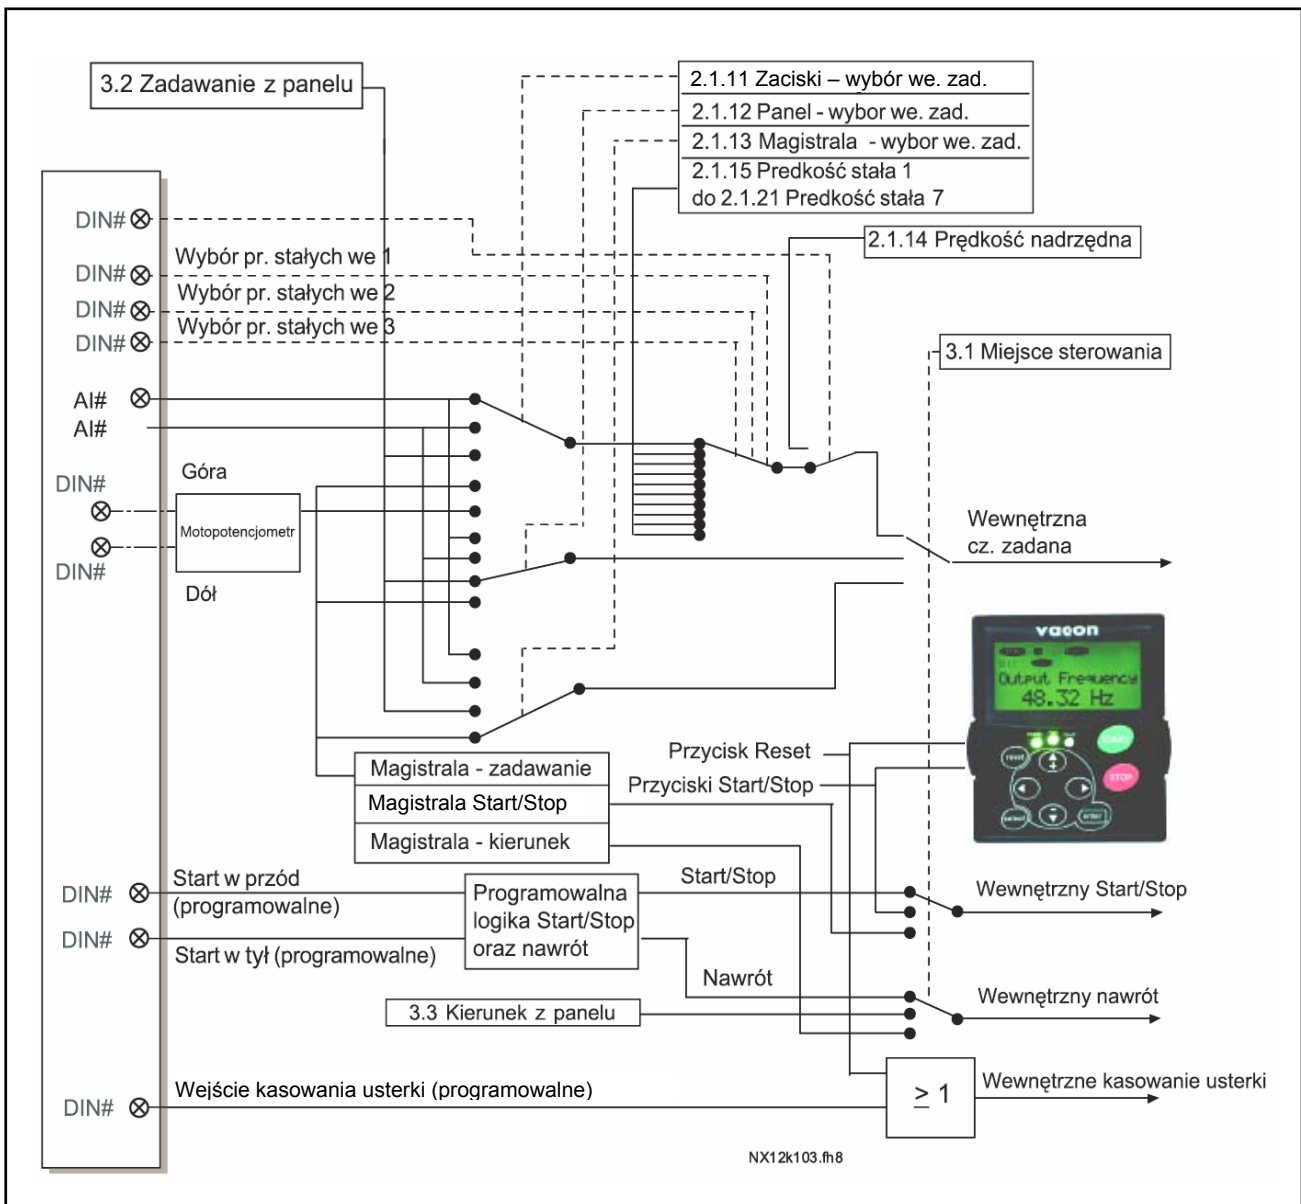 3.2 Zadawanie z panelu
2.1.11 Zaciski – wybór we. zad.
2.1.12 Panel - wybor we. zad.
2.1.13 Magistrala - wybor we. zad.
2.1.15 Predkość stała 1
do 2.1.21 Predkość stała 7
2.1.14 Prędkość nadrzędna
3.1 Miejsce sterowania
DIN#
DIN#
Wybór pr. stałych we 1
DIN#
Wybór pr. stałych we 2
DIN#
Wybór pr. stałych we 3
AI#
AI#
DIN#
Góra
Motopotencjometr
DIN#
Dół
Wewnętrzna
cz. zadana
vacon
Output Frequency
48.32 Hz
START
STOP
reset
select
enter
Przycisk Reset
Przyciski Start/Stop
Magistrala - zadawanie
Magistrala Start/Stop
Magistrala - kierunek
DIN#
Start w przód
(programowalne)
DIN#
Start w tył (programowalne)
Programowalna
logika Start/Stop
oraz nawrót
Start/Stop
Wewnętrzny Start/Stop
Nawrót
Wewnętrzny nawrót
3.3 Kierunek z panelu
DIN#
Wejście kasowania usterki (programowalne)
≥ 1
Wewnętrzne kasowanie usterki
NX12k103.fh8